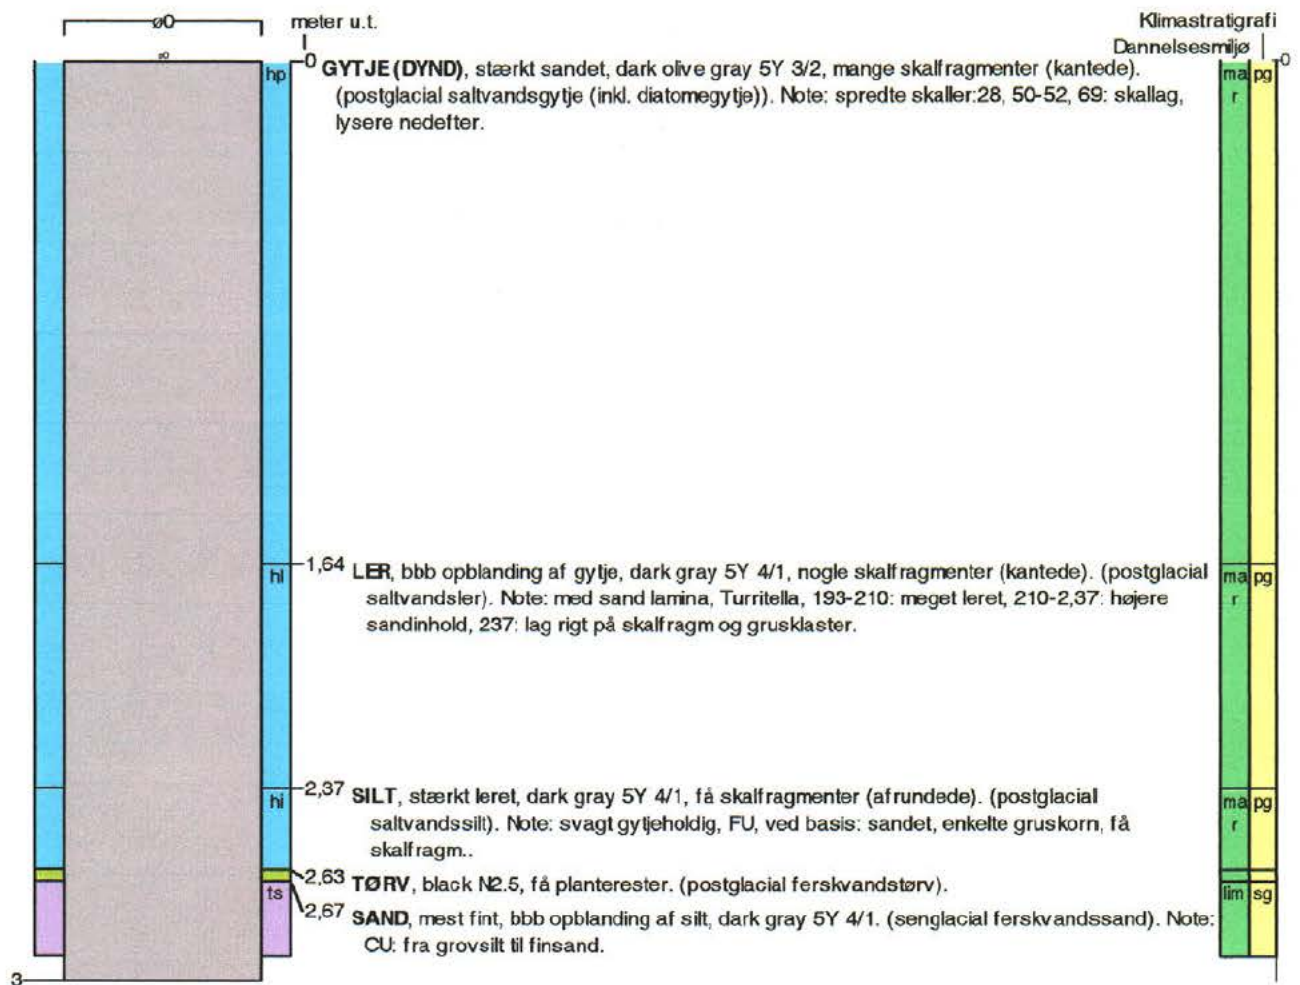 ø0
meter u.t.
Klimastratigrafi
Dannelsesmiljø
ø0
0
0
hp
GYTJE (DYND), stærkt sandet, dark olive gray 5Y 3/2, mange skalfragmenter (kantede).
(postglacial saltvandsgytje (inkl. diatomegytje)). Note: spredte skaller:28, 50-52, 69: skallag,
lysere nedefter.
ma pg
r
1,64
hl
LER, bbb opblanding af gytje, dark gray 5Y 4/1, nogle skalfragmenter (kantede). (postglacial
saltvandsler). Note: med sand lamina, Turritella, 193-210: meget leret, 210-2,37: højere
sandinhold, 237: lag rigt på skalfragm og grusklaster.
ma pg
r
2,37
hi
SILT, stærkt leret, dark gray 5Y 4/1, få skalfragmenter (afrundede). (postglacial
saltvandssilt). Note: svagt gytjeholdig, FU, ved basis: sandet, enkelte gruskorn, få
skalfragm..
ma pg
r
2,63
TØRV, black N2.5, få planterester. (postglacial ferskvandstørv).
ts
2,67
SAND, mest fint, bbb opblanding af silt, dark gray 5Y 4/1. (senglacial ferskvandssand). Note:
CU: fra grovsilt til finsand.
lim sg
3